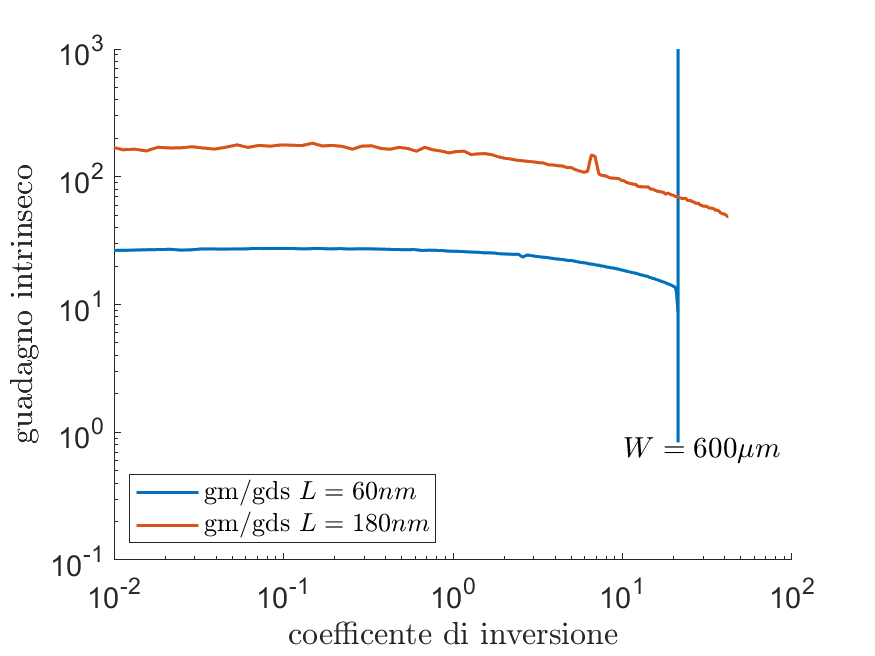 10^3
10^2
10^1
10^0
10^-1
guadagno intrinseco
W = 600μm
gm/gds L = 60nm
gm/gds L = 180nm
10^-2 10^-1 10^0 10^1 10^2
coefficente di inversione